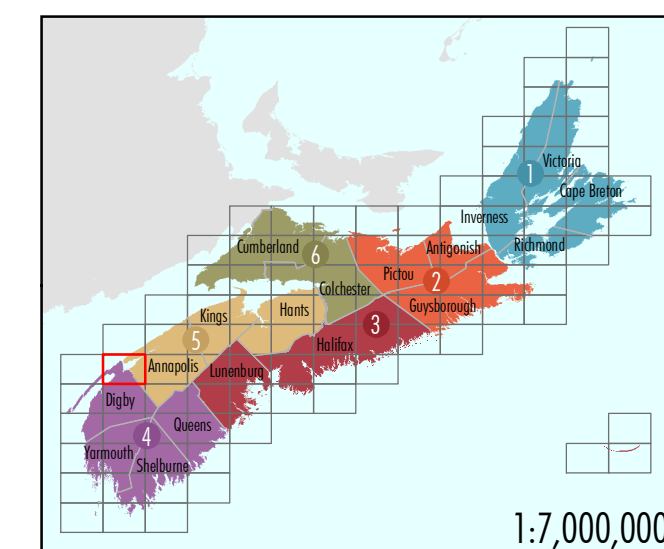 Victoria
1
Cape Breton
Inverness
Richmond
Cumberland
6
Antigonish
Pictou
2
Colchester
Guysborough
Kings
Hants
3
5
Halifax
Annapolis
Lunenburg
Digby
Queens
4
Yarmouth
Shelburne
1:7,000,000